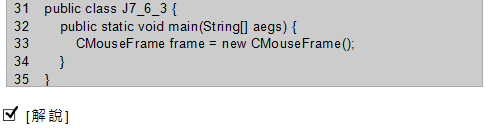 31 public class J7_6_3 {
32 public static void main(String[] aegs) {
33 CMouseFrame frame = new CMouseFrame();
34 }
35 }
[解說]